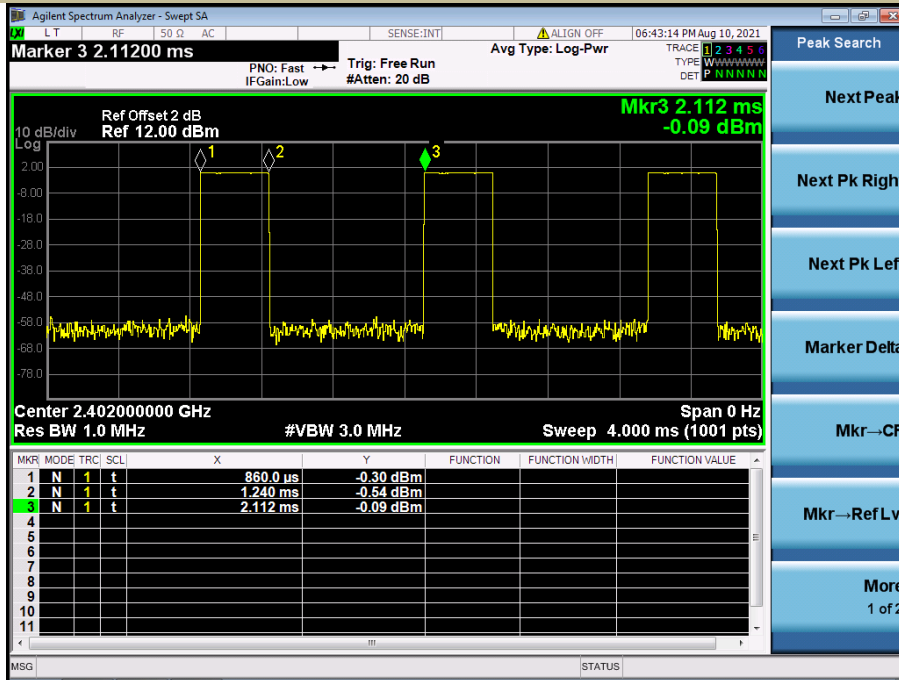 Agilent Spectrum Analyzer - Swept SA
LXI L T RF 50 Ω AC SENSE:INT ALIGN OFF 06:43:14 PM Aug 10, 2021
Marker 3 2.11200 ms
PNO: Fast
IFGain:Low
Trig: Free Run
#Atten: 20 dB
Avg Type: Log-Pwr
TRACE 1 2 3 4 5 6
TYPE W W W W W W
DET P N N N N N
Ref Offset 2 dB
Ref 12.00 dBm
Mkr3 2.112 ms
-0.09 dBm
10 dB/div
Log
1
2
3
2.00
-8.00
-18.0
-28.0
-38.0
-48.0
-58.0
-68.0
-78.0
Center 2.402000000 GHz
Span 0 Hz
Res BW 1.0 MHz #VBW 3.0 MHz Sweep 4.000 ms (1001 pts)
MKR MODE TRC SCL X Y FUNCTION FUNCTION WIDTH FUNCTION VALUE
1 N 1 t 860.0 µs -0.30 dBm
2 N 1 t 1.240 ms -0.54 dBm
3 N 1 t 2.112 ms -0.09 dBm
4
5
6
7
8
9
10
11
MSG STATUS
Peak Search
Next Peak
Next Pk Righ
Next Pk Lef
Marker Delta
Mkr→CF
Mkr→Ref Lv
More
1 of 2